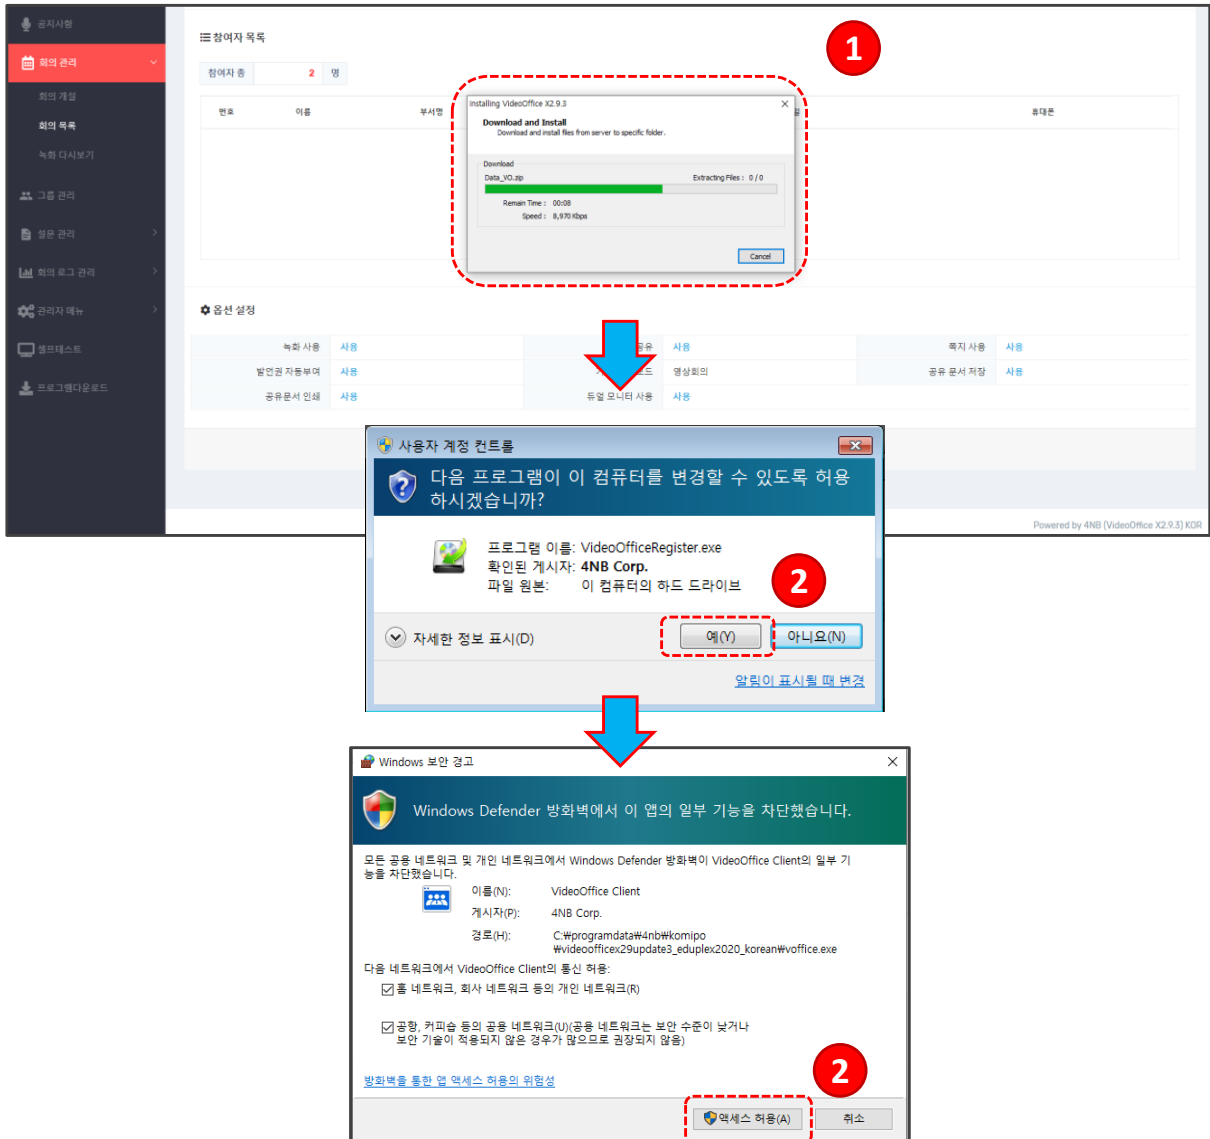 공지사항
회의 관리
회의 개설
회의 목록
녹화 다시보기
그룹 관리
설문 관리
회의 로그 관리
관리자 메뉴
셀프테스트
프로그램다운로드
참여자 목록
1
참여자 총 2 명
번호 이름 부서명 휴대폰
Installing VideoOffice X2.9.3
Download and Install
Download and install files from server to specific folder.
Download
Data_VO.zip Extracting Files : 0 / 0
Remain Time : 00:08
Speed : 8,970 Kbps
Cancel
옵션 설정
녹화 사용 사용 공유 사용 쪽지 사용 사용
발언권 자동부여 사용 영상회의 공유 문서 저장 사용
공유문서 인쇄 사용 듀얼 모니터 사용 사용
Powered by 4NB (VideoOffice X2.9.3) KOR
사용자 계정 컨트롤
다음 프로그램이 이 컴퓨터를 변경할 수 있도록 허용
하시겠습니까?
프로그램 이름: VideoOfficeRegister.exe
확인된 게시자: 4NB Corp.
파일 원본: 이 컴퓨터의 하드 드라이브
2
자세한 정보 표시(D) 예(Y) 아니요(N)
알림이 표시될 때 변경
Windows 보안 경고
Windows Defender 방화벽에서 이 앱의 일부 기능을 차단했습니다.
모든 공용 네트워크 및 개인 네트워크에서 Windows Defender 방화벽이 VideoOffice Client의 일부 기
능을 차단했습니다.
이름(N): VideoOffice Client
게시자(P): 4NB Corp.
경로(H): C:₩programdata₩4nb₩komipo
₩videoofficex29update3_eduplex2020_korean₩voffice.exe
다음 네트워크에서 VideoOffice Client의 통신 허용:
홈 네트워크, 회사 네트워크 등의 개인 네트워크(R)
공항, 커피숍 등의 공용 네트워크(U)(공용 네트워크는 보안 수준이 낮거나
보안 기술이 적용되지 않은 경우가 많으므로 권장되지 않음)
방화벽을 통한 앱 액세스 허용의 위험성
2
액세스 허용(A) 취소